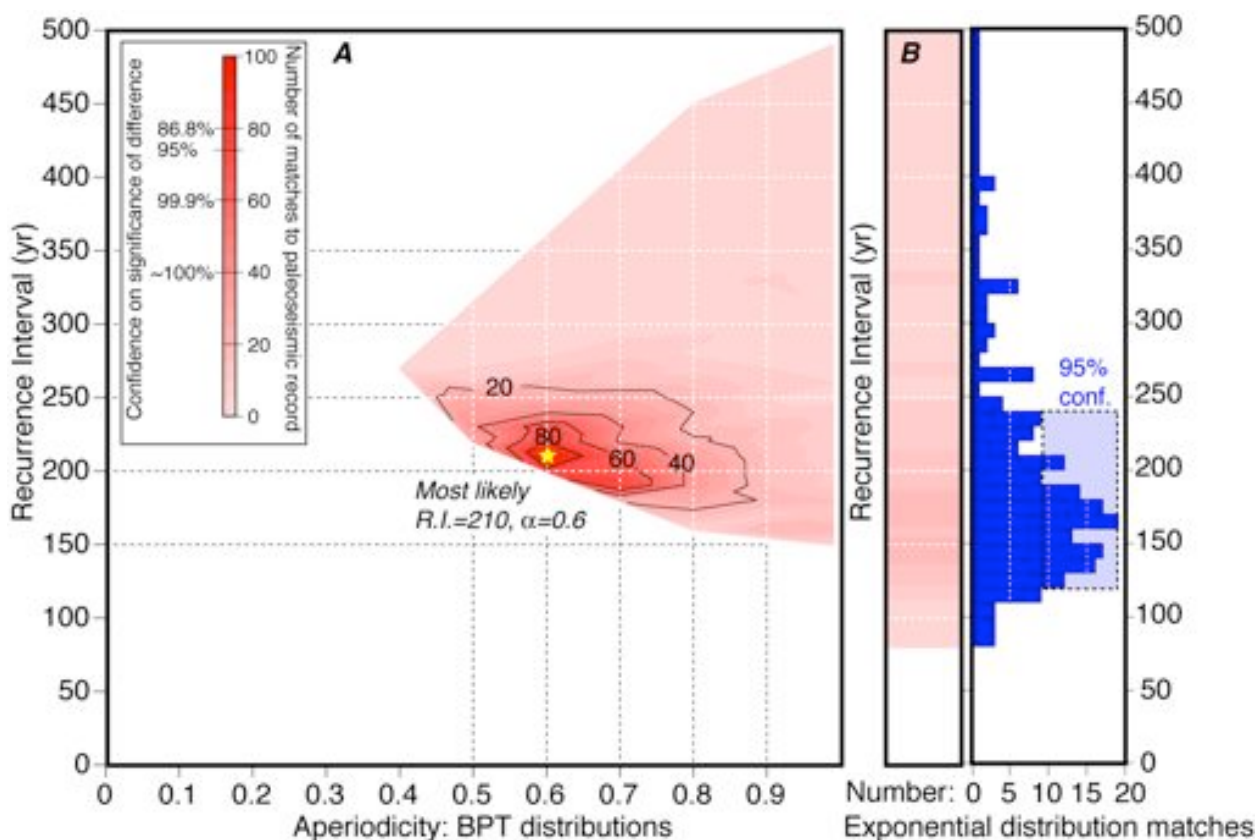 A
B
Confidence on significance of difference
86.8%
95%
99.9%
~100%
100
80
60
40
20
0
Number of matches to paleoseismic record
Recurrence Interval (yr)
500
450
400
350
300
250
200
150
100
50
0
20
80
60
40
Most likely
R.I.=210, α=0.6
0 0.1 0.2 0.3 0.4 0.5 0.6 0.7 0.8 0.9
Aperiodicity: BPT distributions
Recurrence Interval (yr)
95%
conf.
500
450
400
350
300
250
200
150
100
50
0
Number: 0 5 10 15 20
Exponential distribution matches